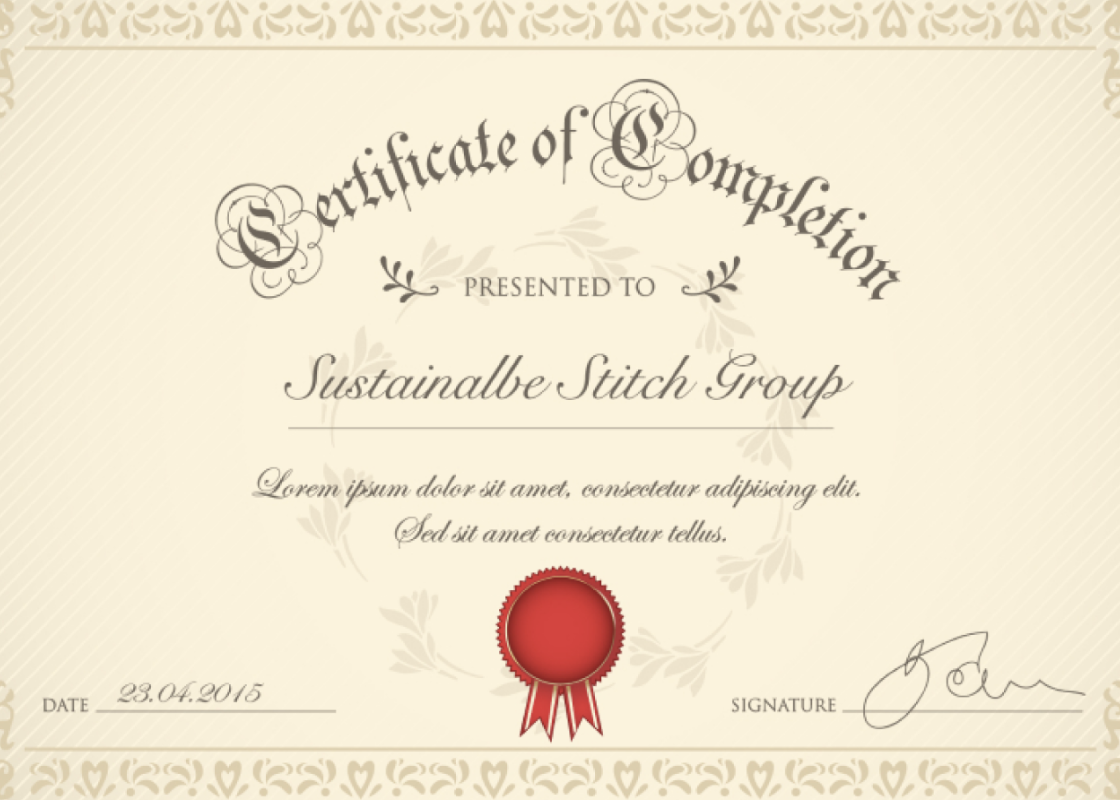 Certificate of Completion
PRESENTED TO
Sustainalbe Stitch Group
Lorem ipsum dolor sit amet, consectetur adipiscing elit.
Sed sit amet consectetur tellus.
DATE 23.04.2015
SIGNATURE